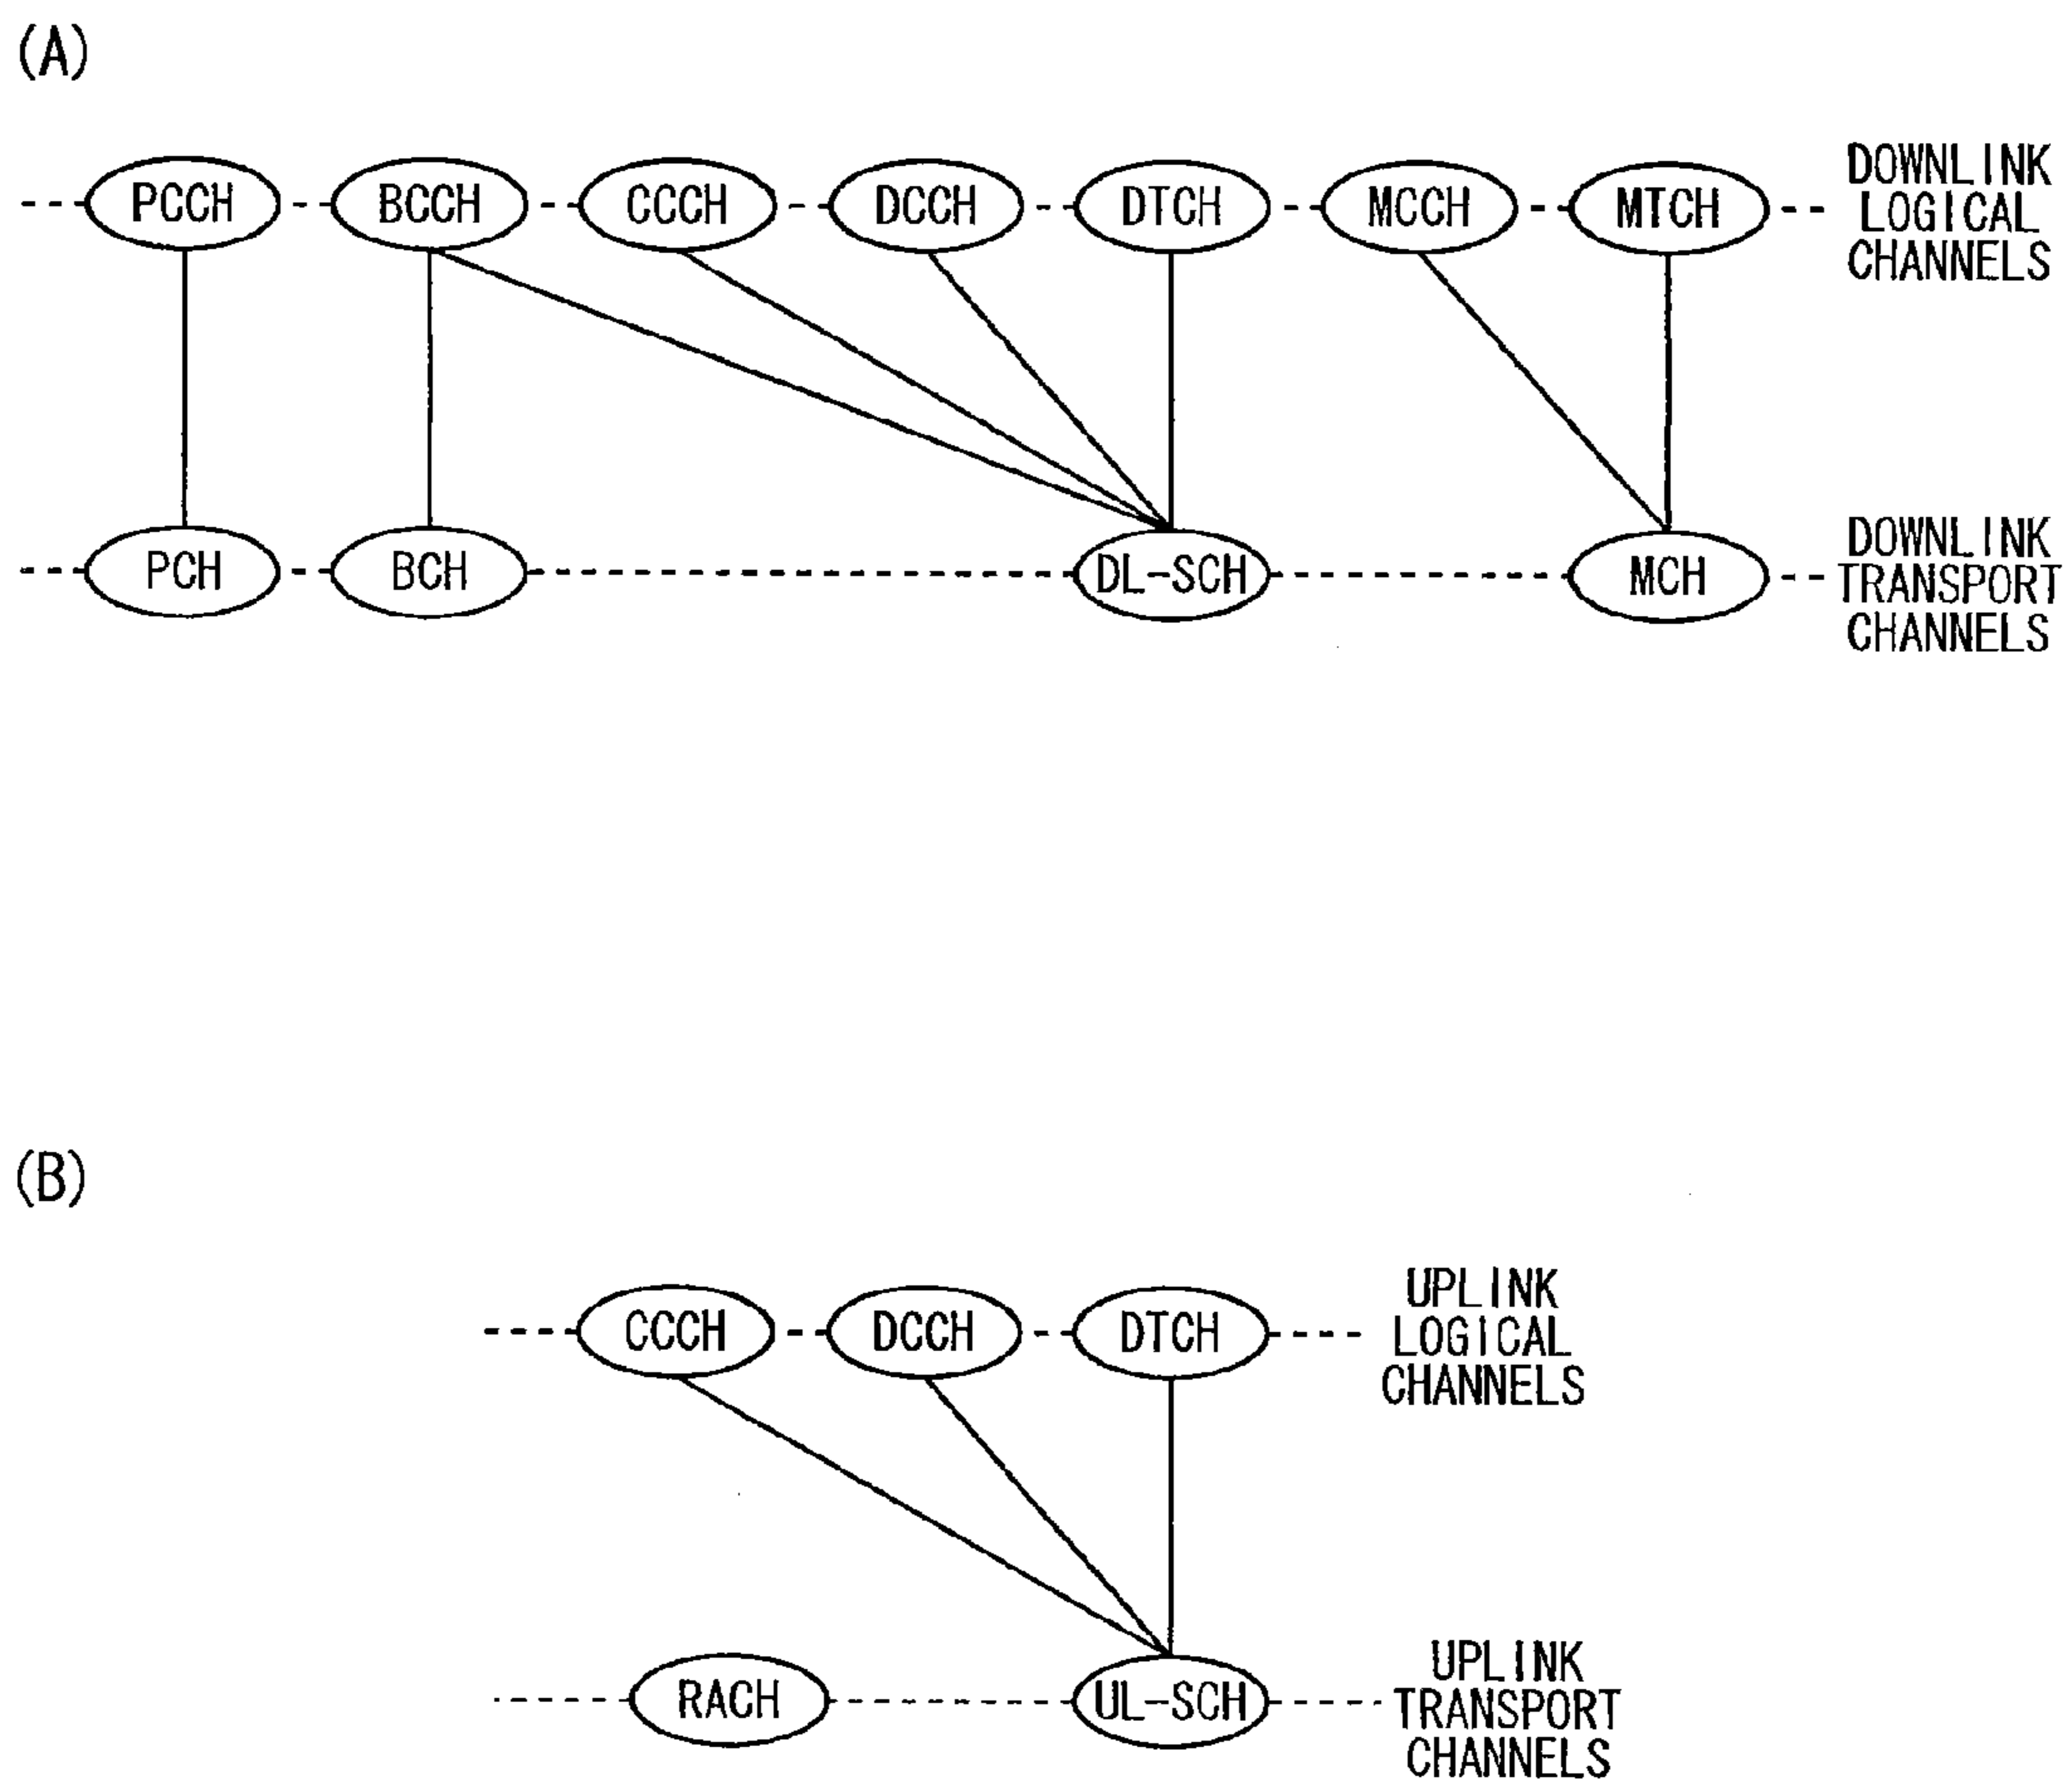 (A)
PCCH BCCH CCCH DCCH DTCH MCCH MTCH
DOWNLINK
LOGICAL
CHANNELS
PCH BCH DL-SCH MCH
DOWNLINK
TRANSPORT
CHANNELS
(B)
CCCH DCCH DTCH
UPLINK
LOGICAL
CHANNELS
RACH UL-SCH
UPLINK
TRANSPORT
CHANNELS